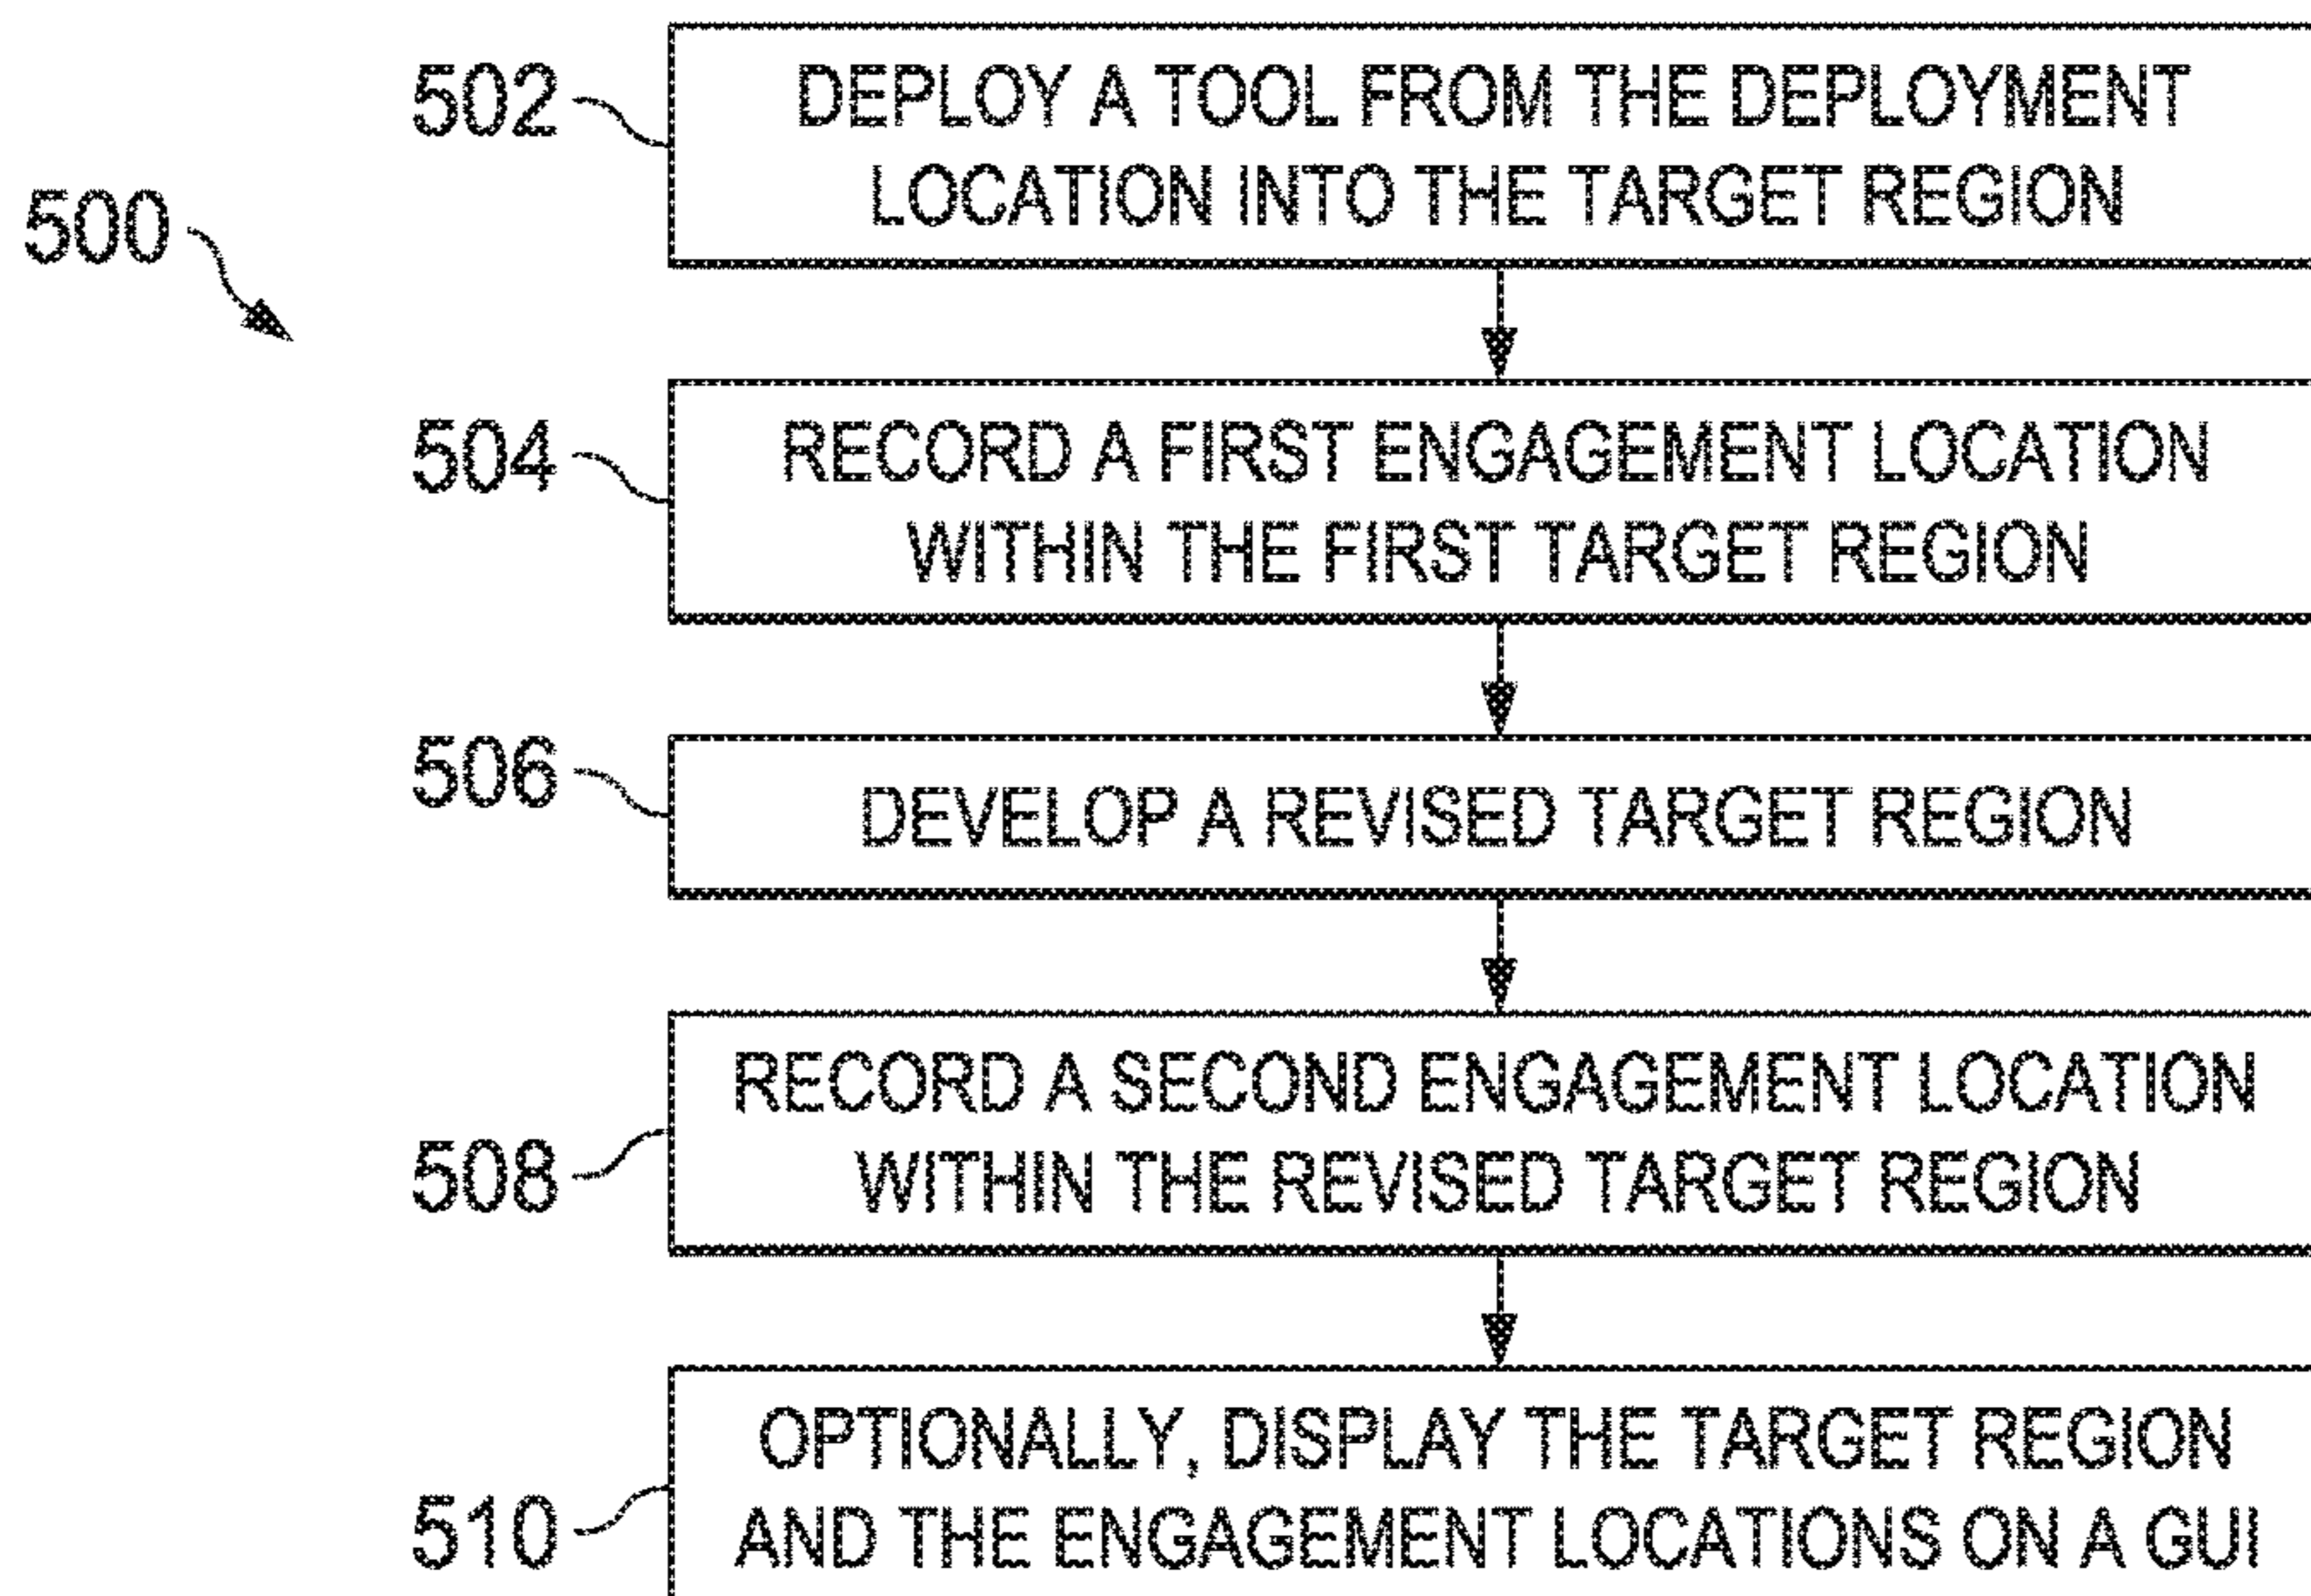 502
DEPLOY A TOOL FROM THE DEPLOYMENT
LOCATION INTO THE TARGET REGION
500
504
RECORD A FIRST ENGAGEMENT LOCATION
WITHIN THE FIRST TARGET REGION
506
DEVELOP A REVISED TARGET REGION
508
RECORD A SECOND ENGAGEMENT LOCATION
WITHIN THE REVISED TARGET REGION
510
OPTIONALLY, DISPLAY THE TARGET REGION
AND THE ENGAGEMENT LOCATIONS ON A GUI